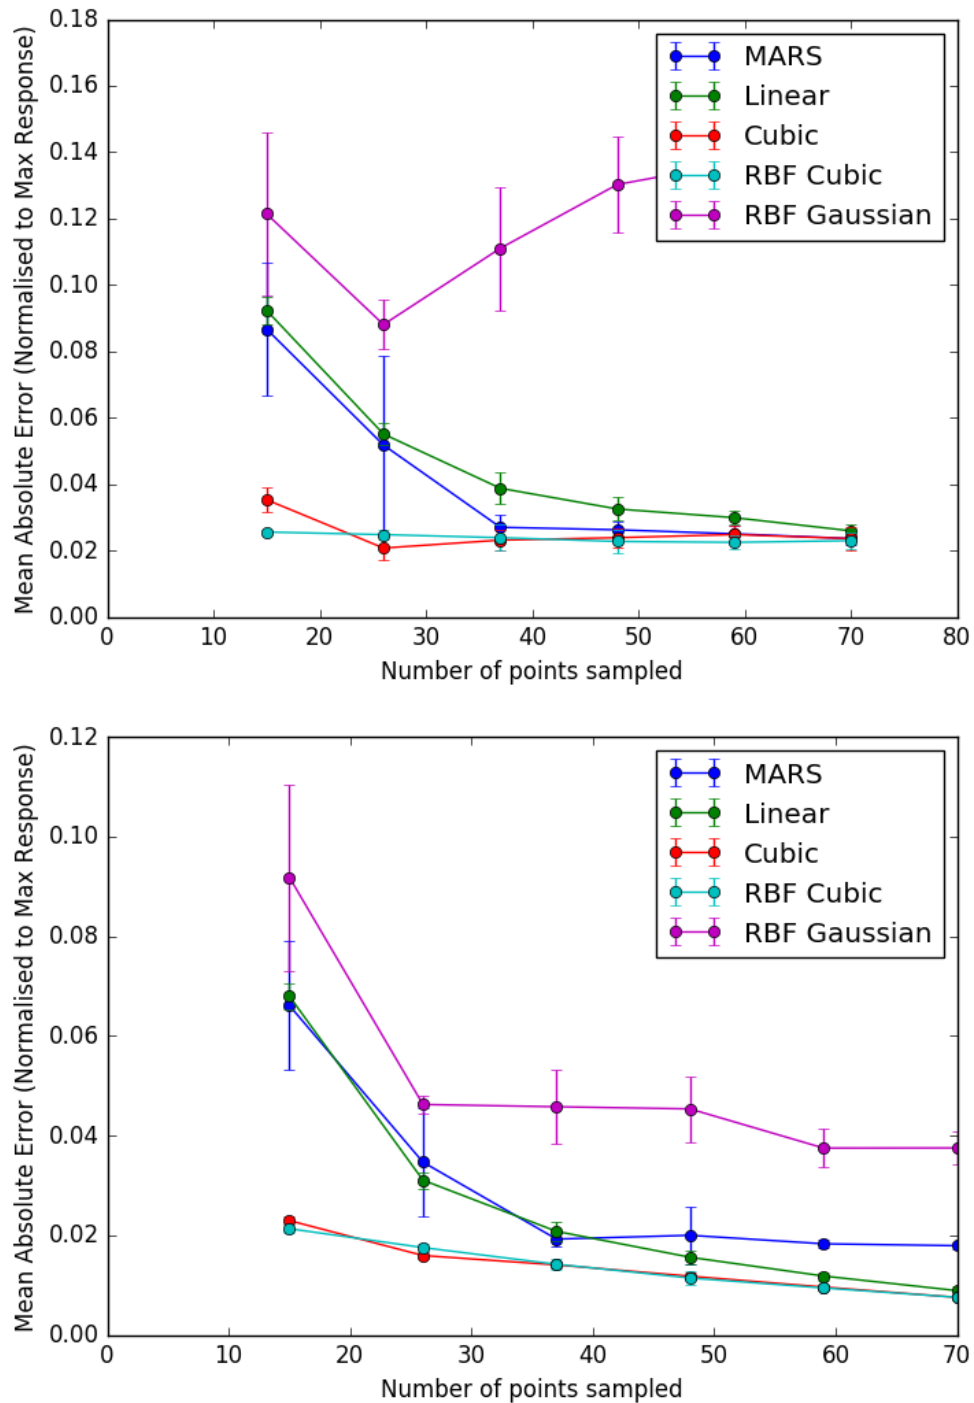 0.18
0.16
0.14
0.12
0.10
0.08
0.06
0.04
0.02
0.00
Mean Absolute Error (Normalised to Max Response)
MARS
Linear
Cubic
RBF Cubic
RBF Gaussian
0 10 20 30 40 50 60 70 80
Number of points sampled
0.12
0.10
0.08
0.06
0.04
0.02
0.00
Mean Absolute Error (Normalised to Max Response)
MARS
Linear
Cubic
RBF Cubic
RBF Gaussian
0 10 20 30 40 50 60 70
Number of points sampled